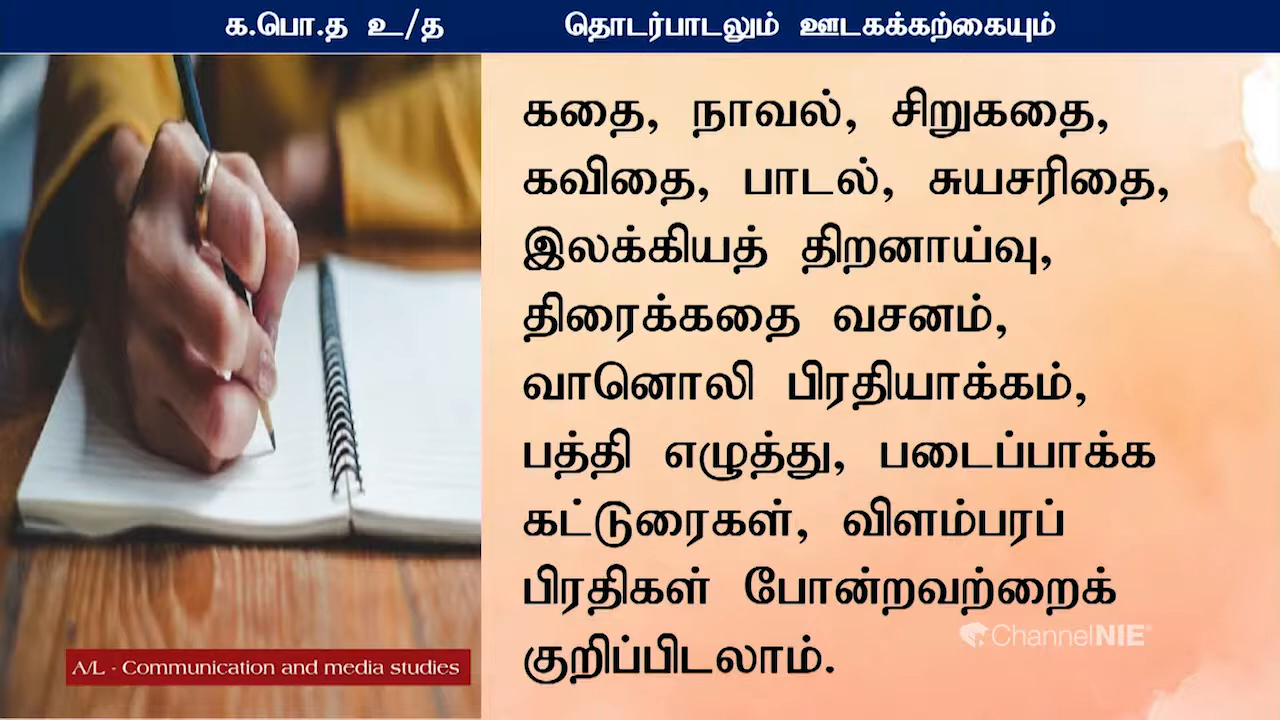 க.பொ.த உ/த தொடர்பாடலும் ஊடகக்கற்கையும்
கதை, நாவல், சிறுகதை,
கவிதை, பாடல், சுயசரிதை,
இலக்கியத் திறனாய்வு,
திரைக்கதை வசனம்,
வானொலி பிரதியாக்கம்,
பத்தி எழுத்து, படைப்பாக்க
கட்டுரைகள், விளம்பரப்
பிரதிகள் போன்றவற்றைக்
குறிப்பிடலாம்.
ChannelNIE
A/L - Communication and media studies